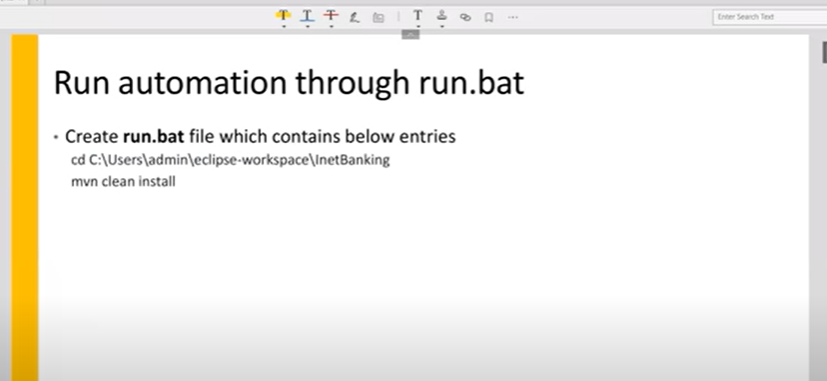 Enter Search Text
Run automation through run.bat
• Create run.bat file which contains below entries
cd C:\Users\admin\eclipse-workspace\InetBanking
mvn clean install